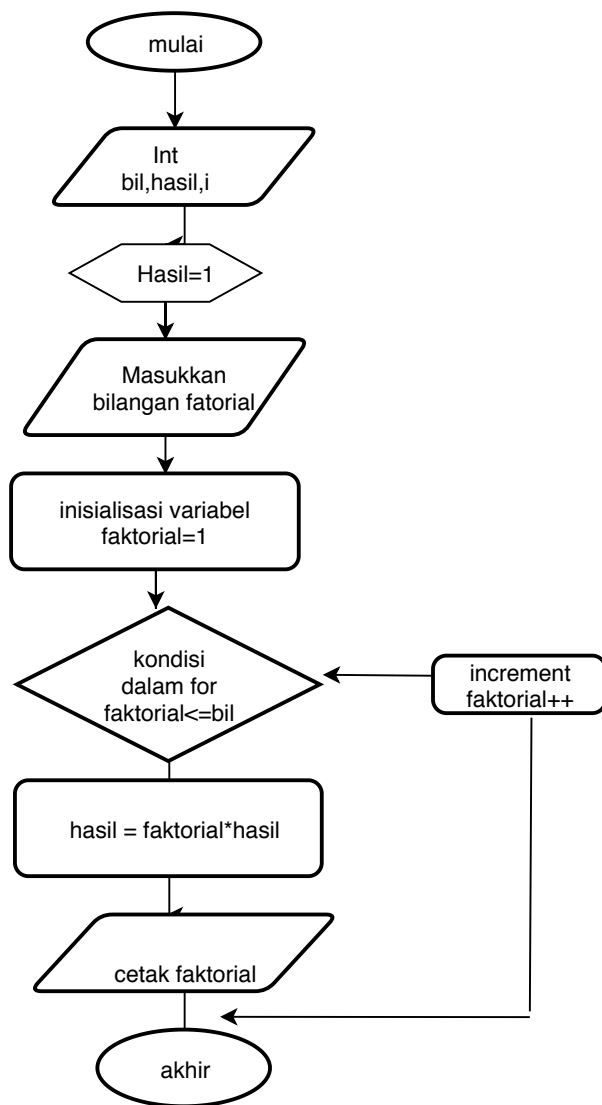 mulai
Int
bil,hasil,i
Hasil=1
Masukkan
bilangan fatorial
inisialisasi variabel
faktorial=1
kondisi
dalam for
faktorial<=bil
increment
faktorial++
hasil = faktorial*hasil
cetak faktorial
akhir